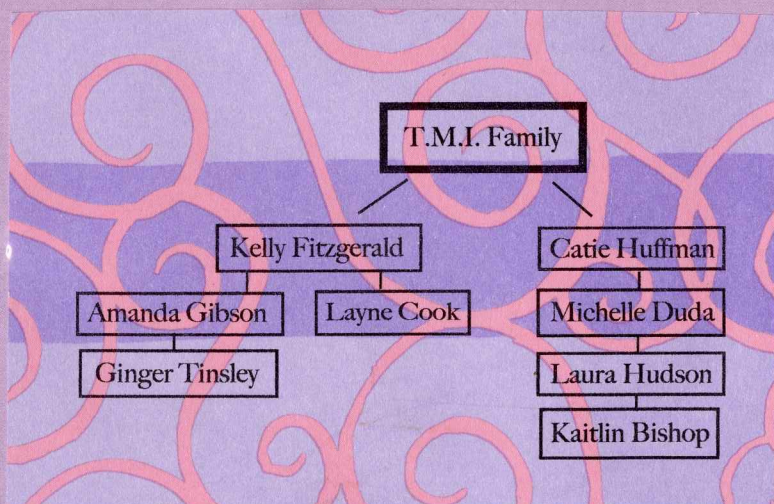 T.M.I. Family
Kelly Fitzgerald
Catie Huffman
Amanda Gibson
Layne Cook
Michelle Duda
Ginger Tinsley
Laura Hudson
Kaitlin Bishop